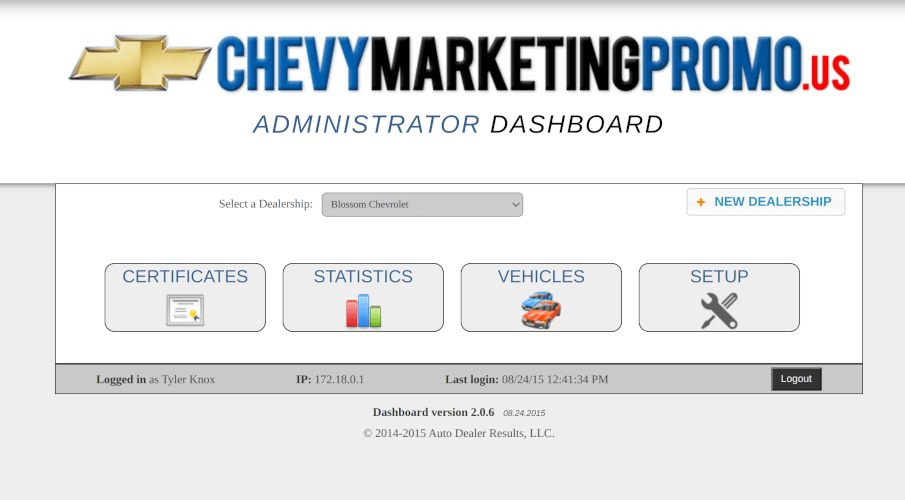 CHEVYMARKETINGPROMO.US
ADMINISTRATOR DASHBOARD
Select a Dealership: Blossom Chevrolet
+ NEW DEALERSHIP
CERTIFICATES STATISTICS VEHICLES SETUP
Logged in as Tyler Knox IP: 172.18.0.1 Last login: 08/24/15 12:41:34 PM Logout
Dashboard version 2.0.6 08.24.2015
© 2014-2015 Auto Dealer Results, LLC.